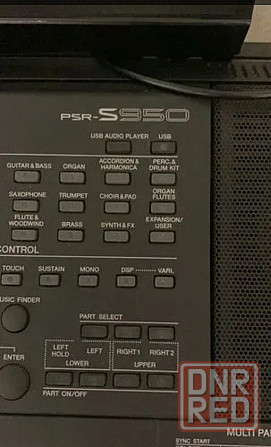 PSR-S950
USB AUDIO PLAYER USB
GUITAR & BASS ORGAN ACCORDION & HARMONICA PERC. & DRUM KIT
SAXOPHONE TRUMPET CHOIR & PAD ORGAN FLUTES
FLUTE & WOODWIND BRASS SYNTH & FX EXPANSION/ USER
CONTROL
TOUCH SUSTAIN MONO DSP VARI.
USIC FINDER
PART SELECT
LEFT HOLD LEFT RIGHT 1 RIGHT 2
LOWER UPPER
ENTER
PART ON/OFF
DNR
RED
MULTI PA
SYNC START